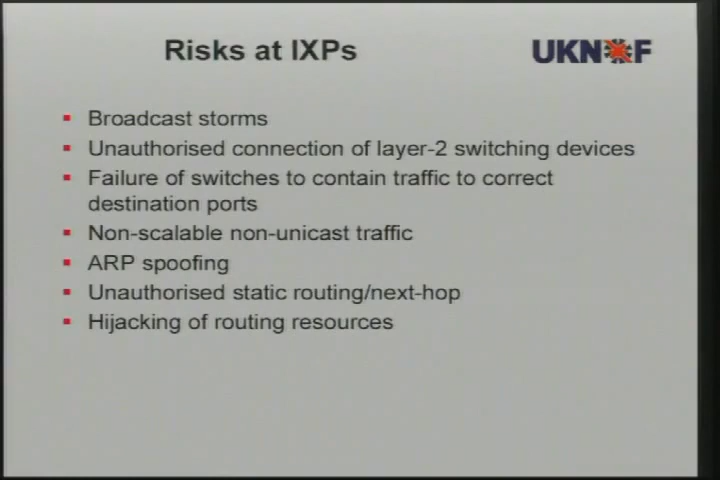 Risks at IXPs
UKNOF
Broadcast storms
Unauthorised connection of layer-2 switching devices
Failure of switches to contain traffic to correct
destination ports
Non-scalable non-unicast traffic
ARP spoofing
Unauthorised static routing/next-hop
Hijacking of routing resources